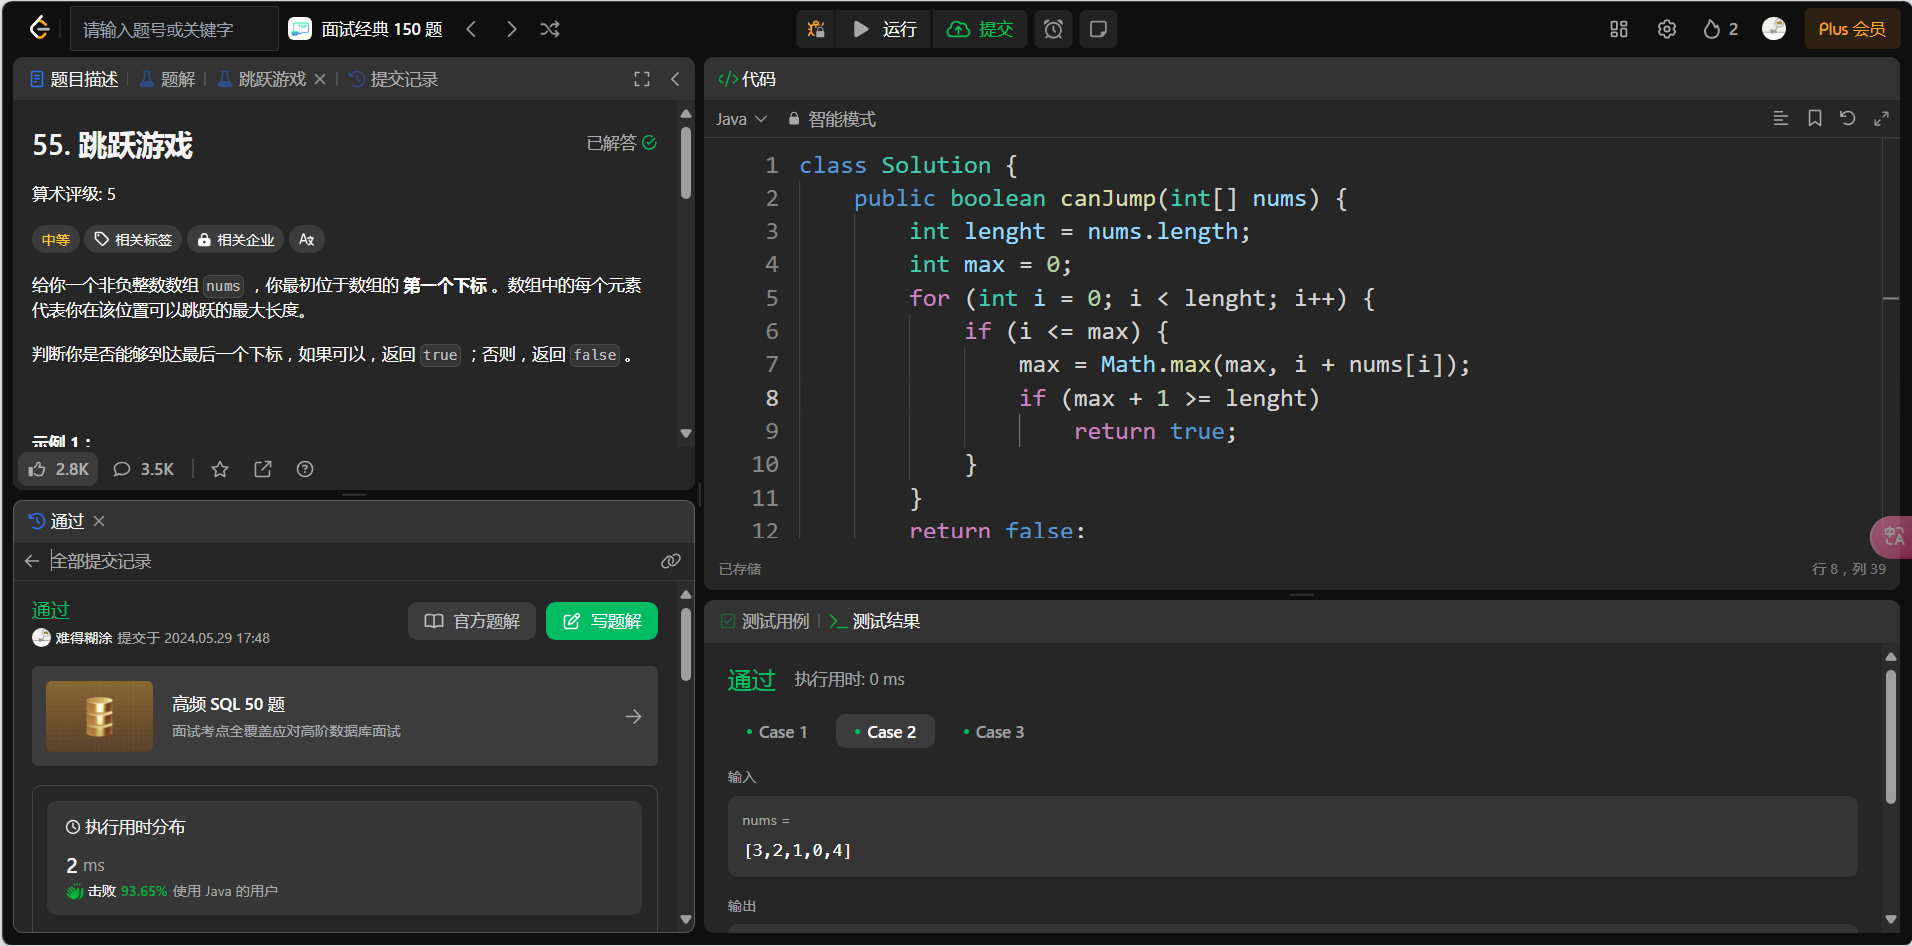 请输入题号或关键字
面试经典 150 题
运行
提交
2
Plus 会员
题目描述
题解
跳跃游戏
提交记录
55. 跳跃游戏
已解答
算术评级: 5
中等
相关标签
相关企业
给你一个非负整数数组 nums ，你最初位于数组的 第一个下标 。数组中的每个元素
代表你在该位置可以跳跃的最大长度。
判断你是否能够到达最后一个下标，如果可以，返回 true ；否则，返回 false 。
示例 1：
2.8K
3.5K
通过
全部提交记录
通过
难得糊涂 提交于 2024.05.29 17:48
官方题解
写题解
高频 SQL 50 题
面试考点全覆盖应对高阶数据库面试
执行用时分布
2 ms
击败 93.65% 使用 Java 的用户
代码
Java
智能模式
1 class Solution {
2 public boolean canJump(int[] nums) {
3 int lenght = nums.length;
4 int max = 0;
5 for (int i = 0; i < lenght; i++) {
6 if (i <= max) {
7 max = Math.max(max, i + nums[i]);
8 if (max + 1 >= lenght)
9 return true;
10 }
11 }
12 return false;
已存储
行 8，列 39
测试用例
测试结果
通过
执行用时: 0 ms
Case 1
Case 2
Case 3
输入
nums =
[3,2,1,0,4]
输出